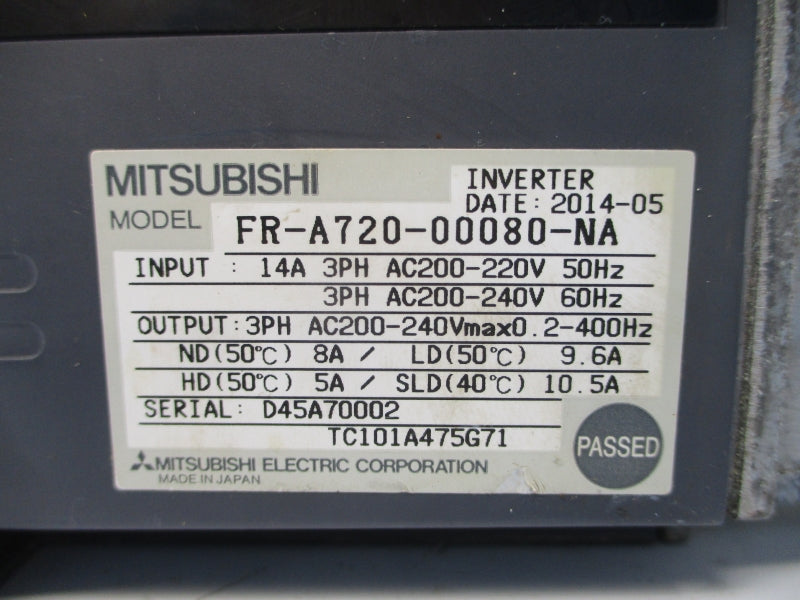 MITSUBISHI
INVERTER
DATE: 2014-05
MODEL FR-A720-00080-NA
INPUT : 14A 3PH AC200-220V 50Hz
3PH AC200-240V 60Hz
OUTPUT:3PH AC200-240Vmax0.2-400Hz
ND(50℃) 8A / LD(50℃) 9.6A
HD(50℃) 5A / SLD(40℃) 10.5A
SERIAL: D45A70002
TC101A475G71
PASSED
MITSUBISHI ELECTRIC CORPORATION
MADE IN JAPAN